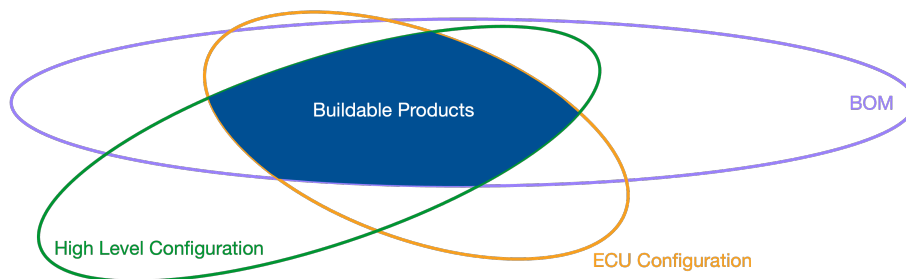 BOM
Buildable Products
High Level Configuration
ECU Configuration